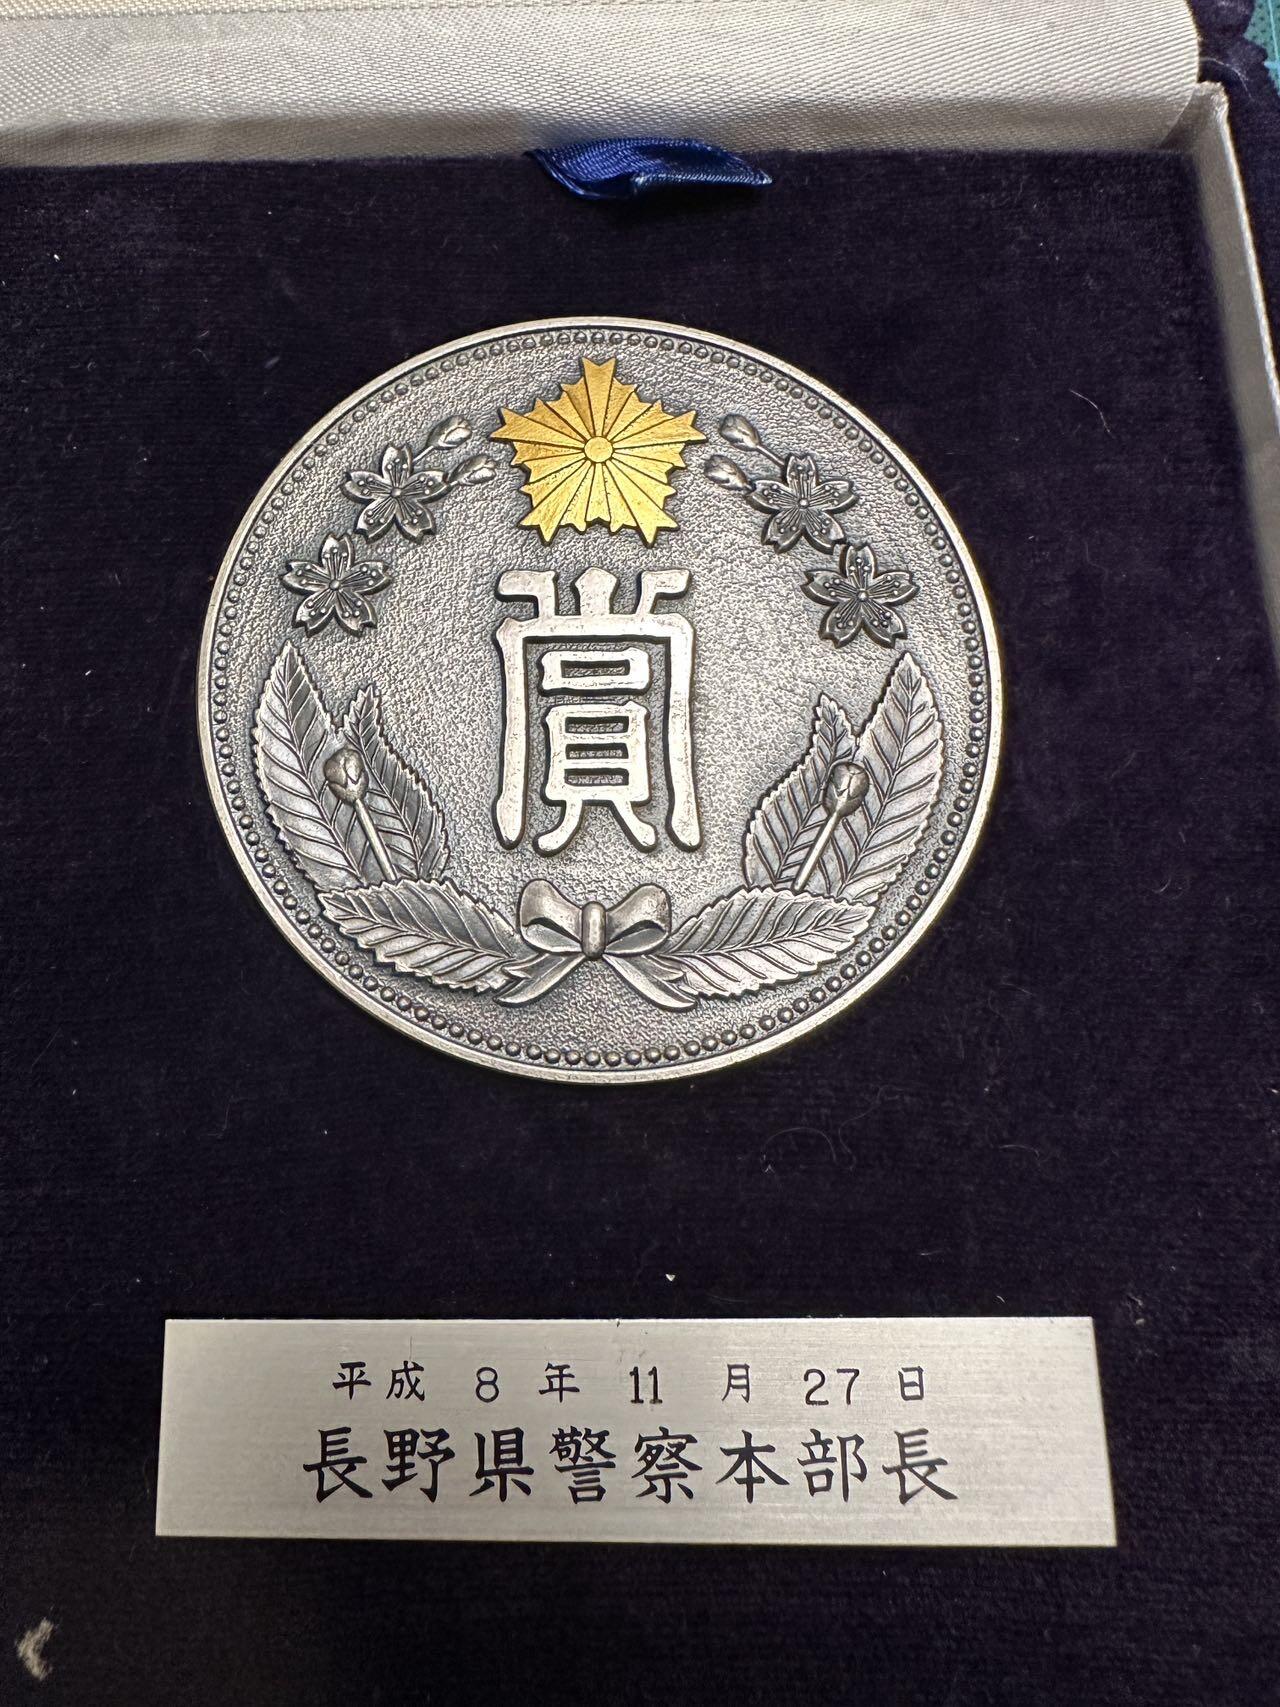 賞
平成 8 年 11 月 27 日
長野県警察本部長